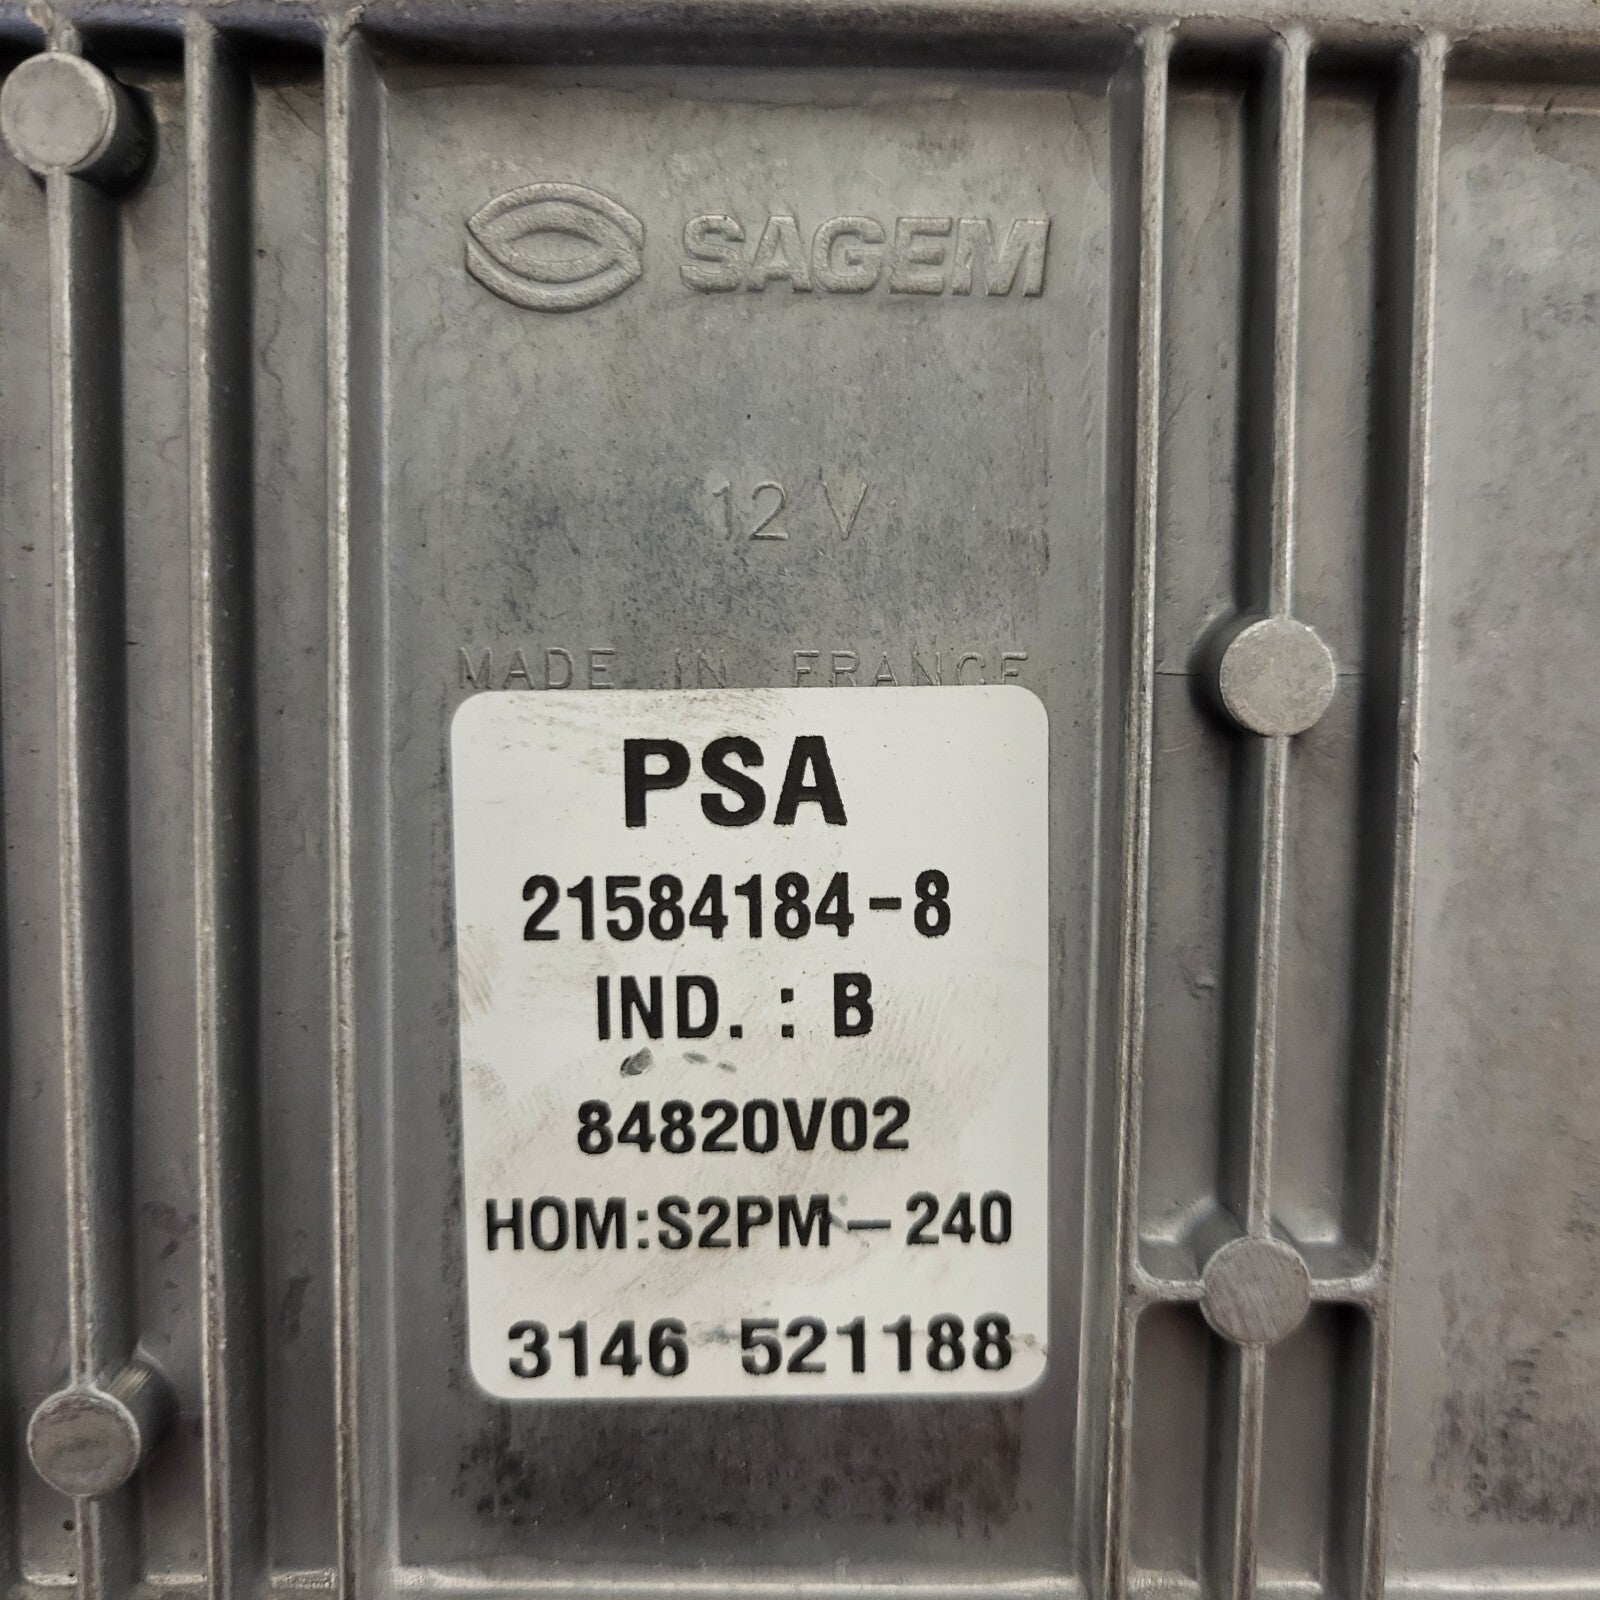 SAGEM
12 V
MADE IN FRANCE
PSA
21584184-8
IND. : B
84820V02
HOM:S2PM-240
3146 521188